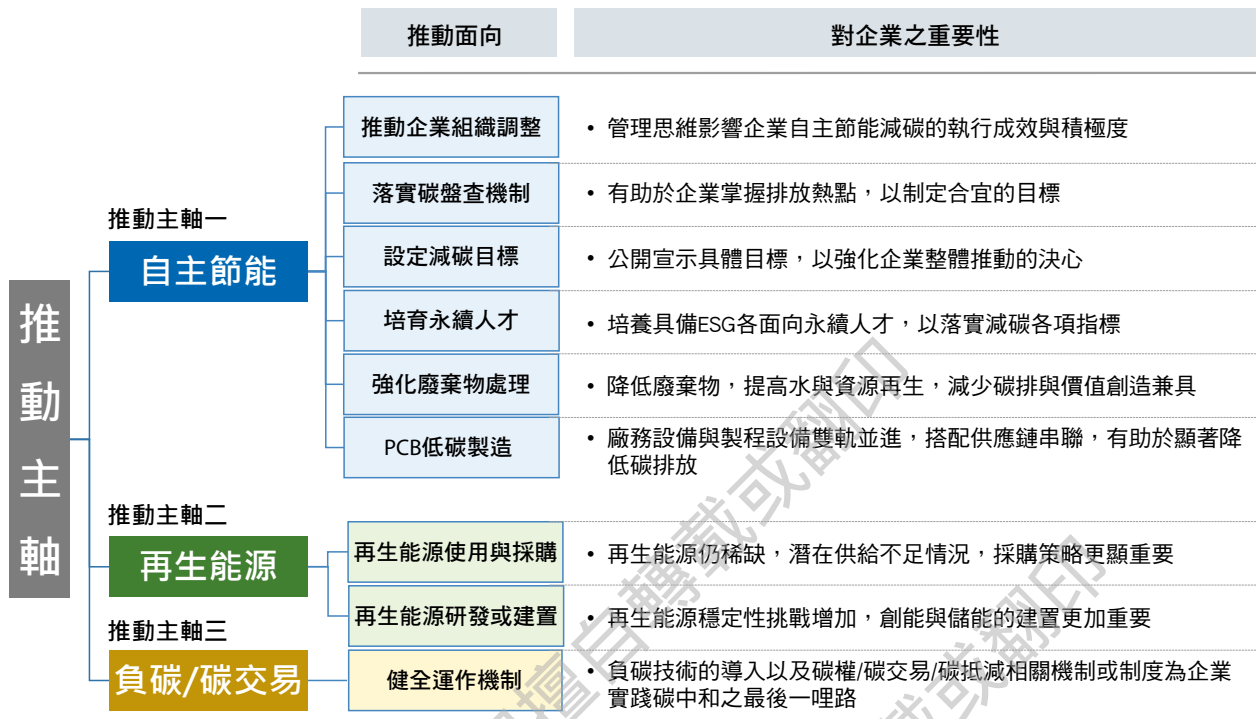 推動面向
對企業之重要性
推動主軸
推動主軸一
自主節能
推動企業組織調整
• 管理思維影響企業自主節能減碳的執行成效與積極度
落實碳盤查機制
• 有助於企業掌握排放熱點，以制定合宜的目標
設定減碳目標
• 公開宣示具體目標，以強化企業整體推動的決心
培育永續人才
• 培養具備ESG各面向永續人才，以落實減碳各項指標
強化廢棄物處理
• 降低廢棄物，提高水與資源再生，減少碳排與價值創造兼具
PCB低碳製造
• 廠務設備與製程設備雙軌並進，搭配供應鏈串聯，有助於顯著降
低碳排放
推動主軸二
再生能源
再生能源使用與採購
• 再生能源仍稀缺，潛在供給不足情況，採購策略更顯重要
再生能源研發或建置
• 再生能源穩定性挑戰增加，創能與儲能的建置更加重要
推動主軸三
負碳/碳交易
健全運作機制
• 負碳技術的導入以及碳權/碳交易/碳抵減相關機制或制度為企業
實踐碳中和之最後一哩路
擅自轉載或翻印
載或翻印